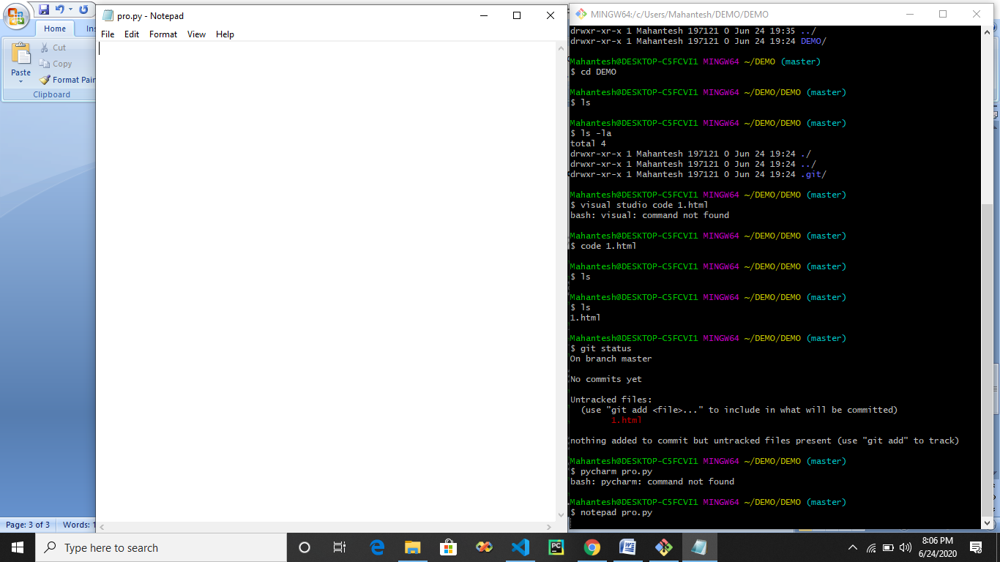 Home
Ins
Cut
Copy
Format Pain
Paste
Clipboard
Page: 3 of 3
Words: 1
pro.py - Notepad
File Edit Format View Help
MINGW64:/c/Users/Mahantesh/DEMO/DEMO
drwxr-xr-x 1 Mahantesh 197121 0 Jun 24 19:35 ../
drwxr-xr-x 1 Mahantesh 197121 0 Jun 24 19:24 DEMO/
Mahantesh@DESKTOP-C5FCVI1 MINGW64 ~/DEMO (master)
$ cd DEMO
Mahantesh@DESKTOP-C5FCVI1 MINGW64 ~/DEMO/DEMO (master)
$ ls
Mahantesh@DESKTOP-C5FCVI1 MINGW64 ~/DEMO/DEMO (master)
$ ls -la
total 4
drwxr-xr-x 1 Mahantesh 197121 0 Jun 24 19:24 ./
drwxr-xr-x 1 Mahantesh 197121 0 Jun 24 19:24 ../
drwxr-xr-x 1 Mahantesh 197121 0 Jun 24 19:24 .git/
Mahantesh@DESKTOP-C5FCVI1 MINGW64 ~/DEMO/DEMO (master)
$ visual studio code 1.html
bash: visual: command not found
Mahantesh@DESKTOP-C5FCVI1 MINGW64 ~/DEMO/DEMO (master)
$ code 1.html
Mahantesh@DESKTOP-C5FCVI1 MINGW64 ~/DEMO/DEMO (master)
$ ls
Mahantesh@DESKTOP-C5FCVI1 MINGW64 ~/DEMO/DEMO (master)
$ ls
1.html
Mahantesh@DESKTOP-C5FCVI1 MINGW64 ~/DEMO/DEMO (master)
$ git status
On branch master
No commits yet
Untracked files:
(use "git add <file>..." to include in what will be committed)
1.html
nothing added to commit but untracked files present (use "git add" to track)
Mahantesh@DESKTOP-C5FCVI1 MINGW64 ~/DEMO/DEMO (master)
$ pycharm pro.py
bash: pycharm: command not found
Mahantesh@DESKTOP-C5FCVI1 MINGW64 ~/DEMO/DEMO (master)
$ notepad pro.py
Type here to search
8:06 PM
6/24/2020